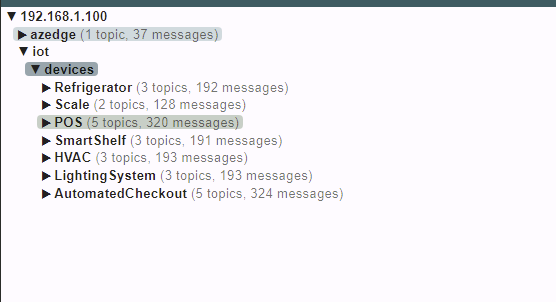 ▼ 192.168.1.100
▶ azedge (1 topic, 37 messages)
▼ iot
▼ devices
▶ Refrigerator (3 topics, 192 messages)
▶ Scale (2 topics, 128 messages)
▶ POS (5 topics, 320 messages)
▶ SmartShelf (3 topics, 191 messages)
▶ HVAC (3 topics, 193 messages)
▶ LightingSystem (3 topics, 193 messages)
▶ AutomatedCheckout (5 topics, 324 messages)